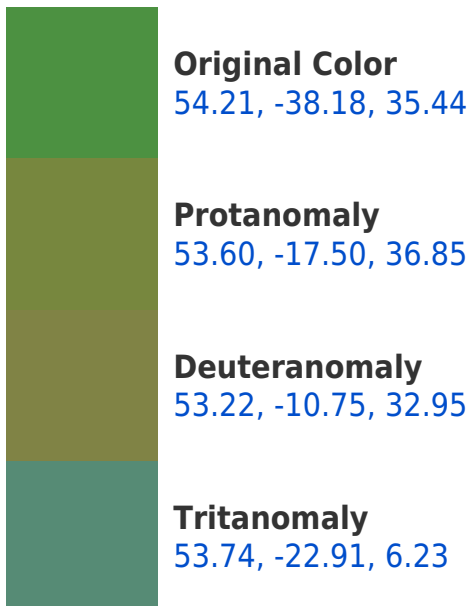 Original Color
54.21, -38.18, 35.44
Protanomaly
53.60, -17.50, 36.85
Deuteranomaly
53.22, -10.75, 32.95
Tritanomaly
53.74, -22.91, 6.23